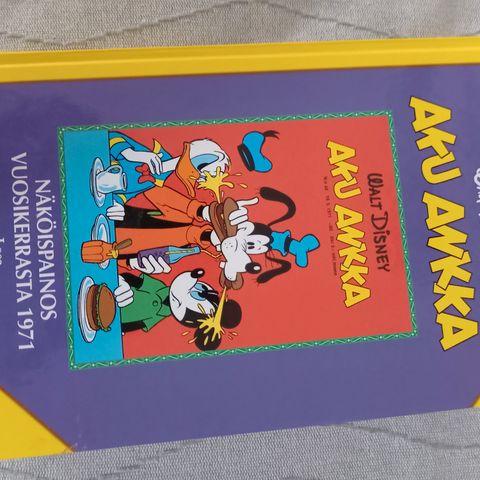 AKU ANKKA
WALT DISNEY
AKU ANKKA
NÄKÖISPAINOS
VUOSIKERRASTA 1971